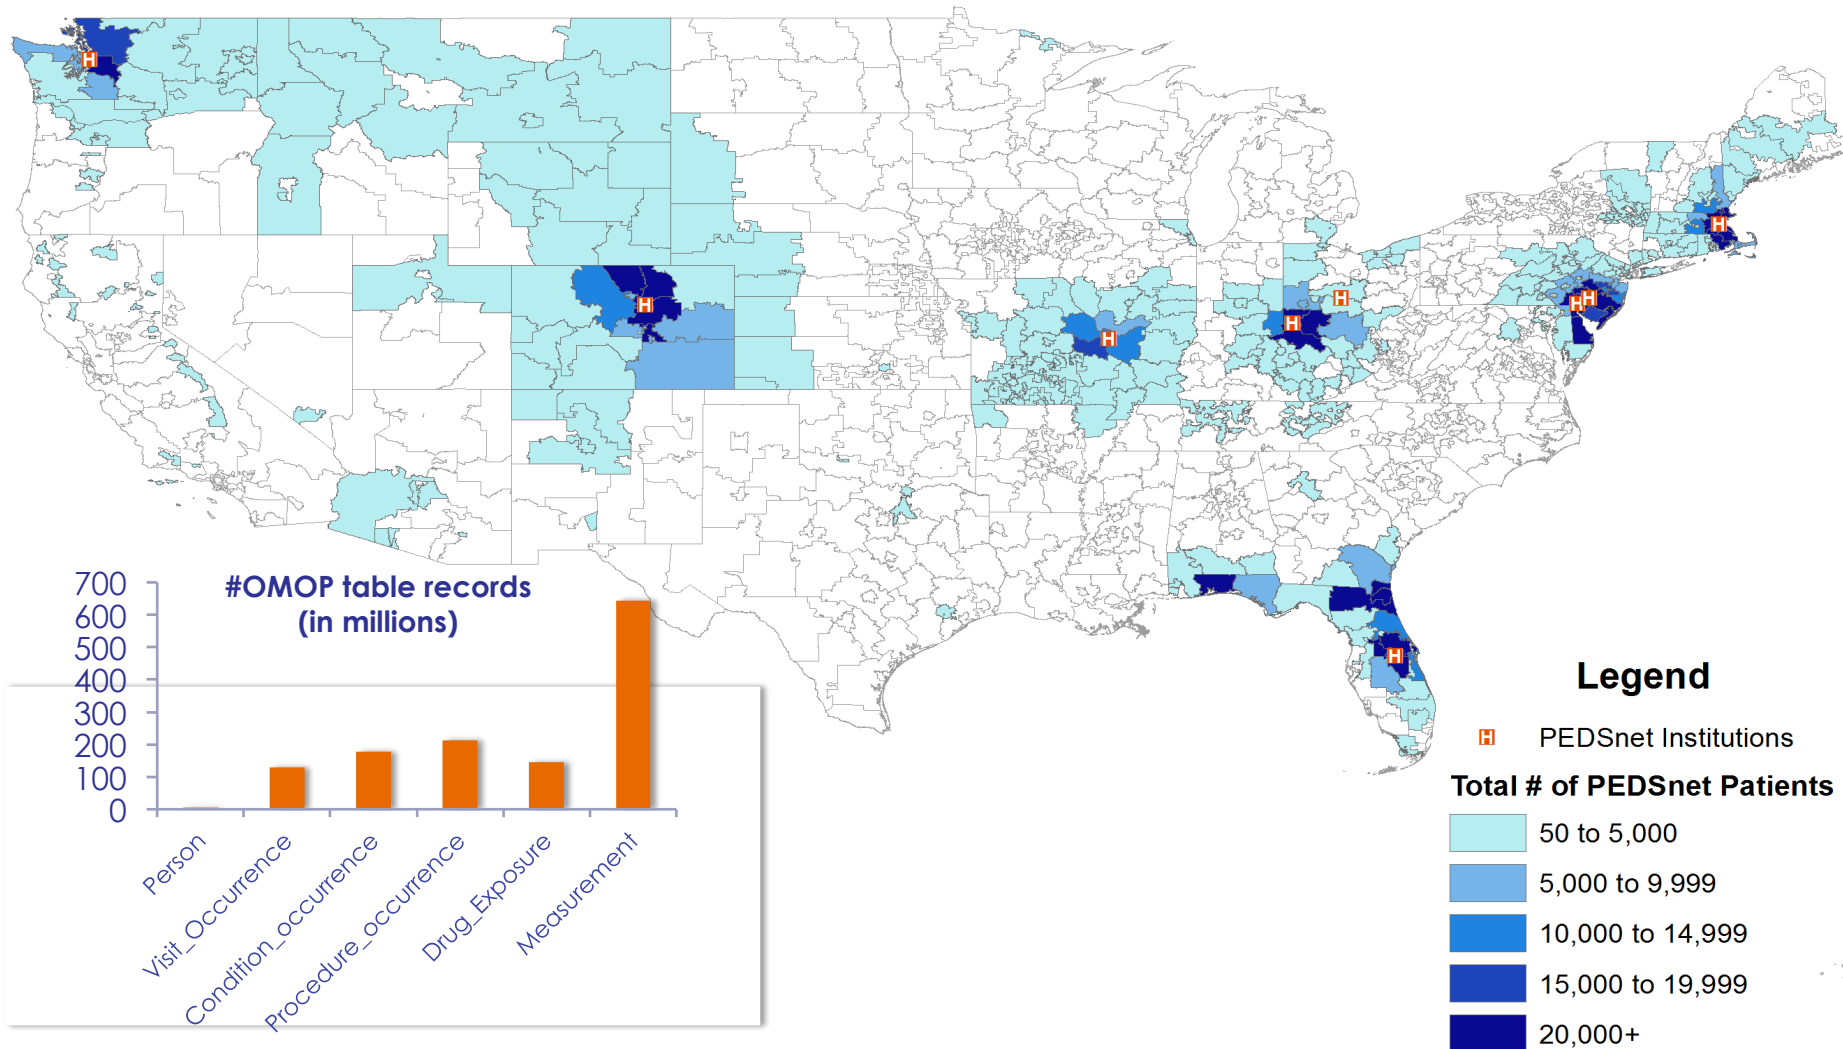 H
H
H
H
H
H
H
H
H
#OMOP table records
(in millions)
700
600
500
400
300
200
100
0
Person
Visit_Occurrence
Condition_occurrence
Procedure_occurrence
Drug_Exposure
Measurement
Legend
H PEDSnet Institutions
Total # of PEDSnet Patients
50 to 5,000
5,000 to 9,999
10,000 to 14,999
15,000 to 19,999
20,000+